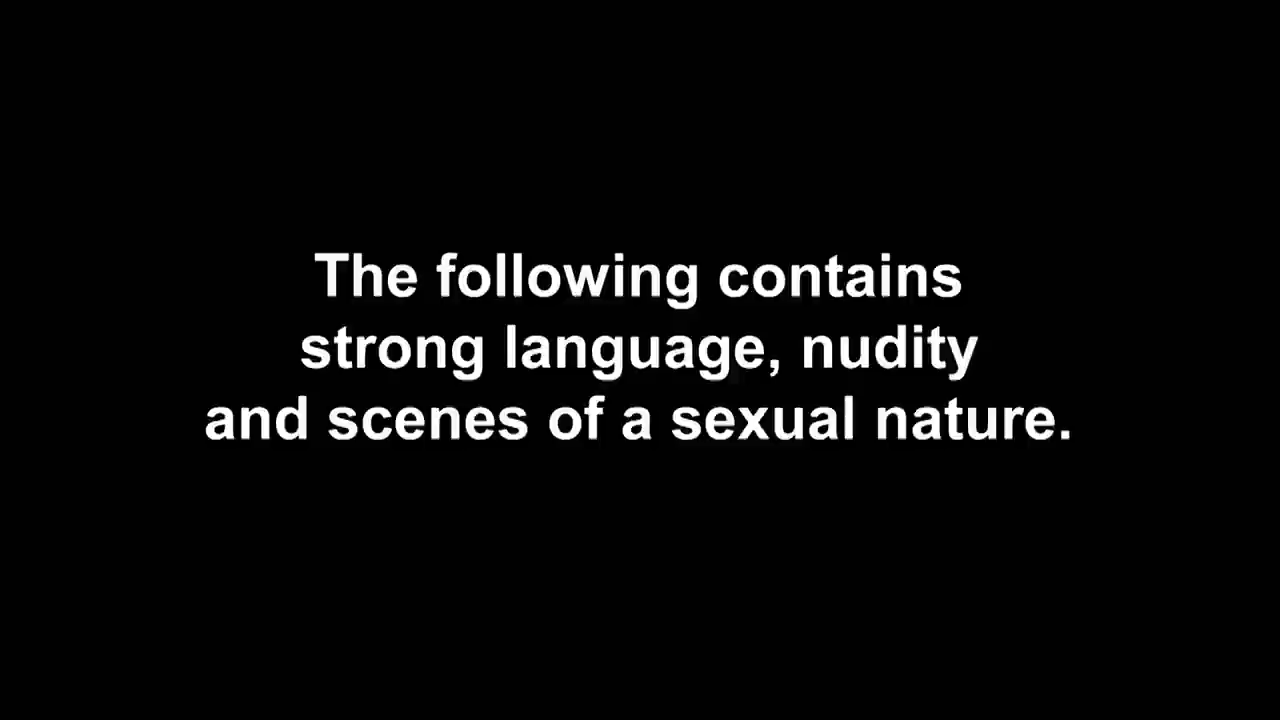 The following contains
strong language, nudity
and scenes of a sexual nature.